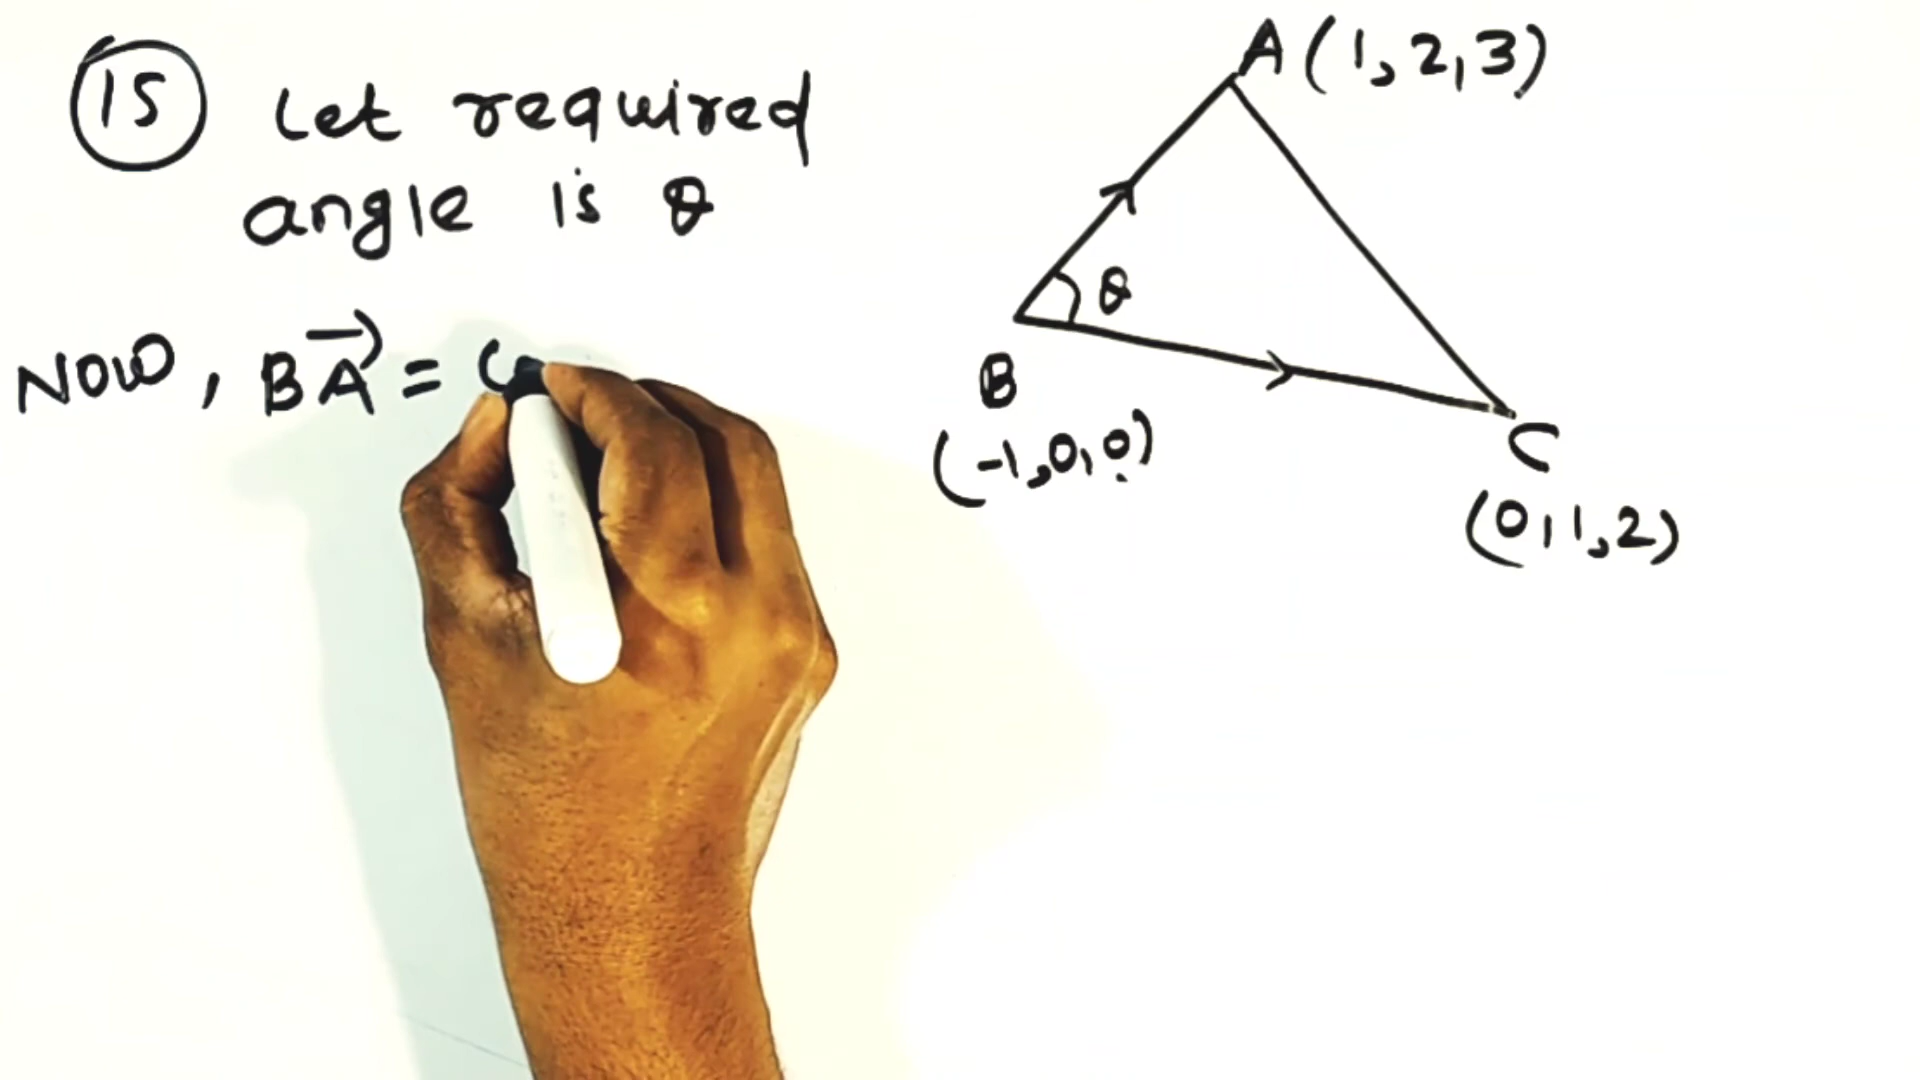 15 Let required
angle is θ
NOW, BA→ = (
A (1,2,3)
θ
B
(-1,0,0)
C
(0,1,2)